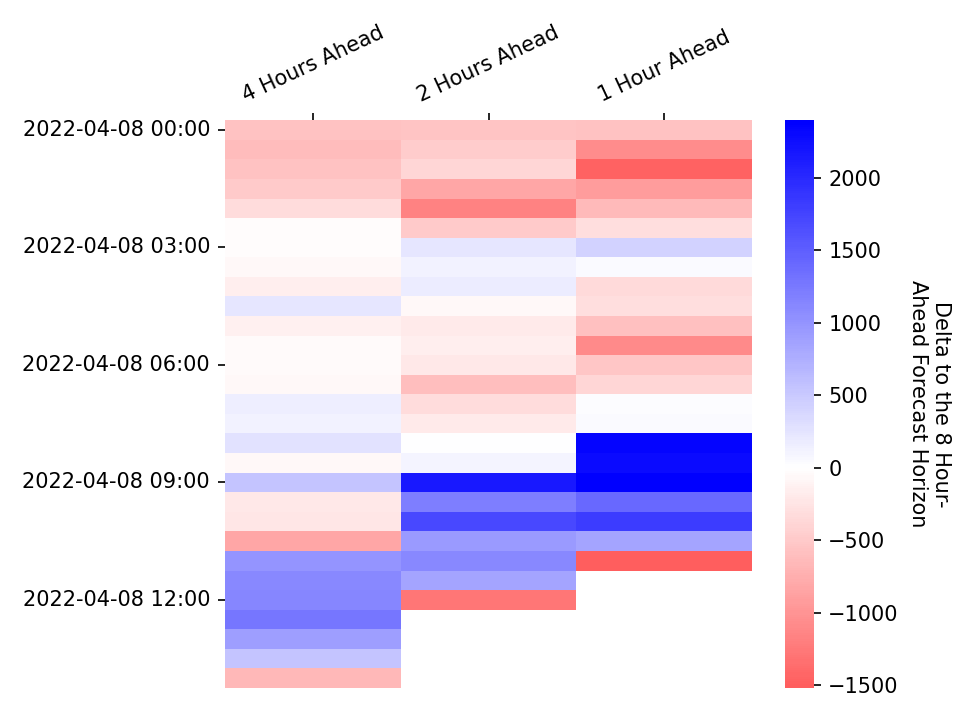 4 Hours Ahead
2 Hours Ahead
1 Hour Ahead
2022-04-08 00:00
2022-04-08 03:00
2022-04-08 06:00
2022-04-08 09:00
2022-04-08 12:00
2000
1500
1000
500
0
−500
−1000
−1500
Delta to the 8 Hour-
Ahead Forecast Horizon